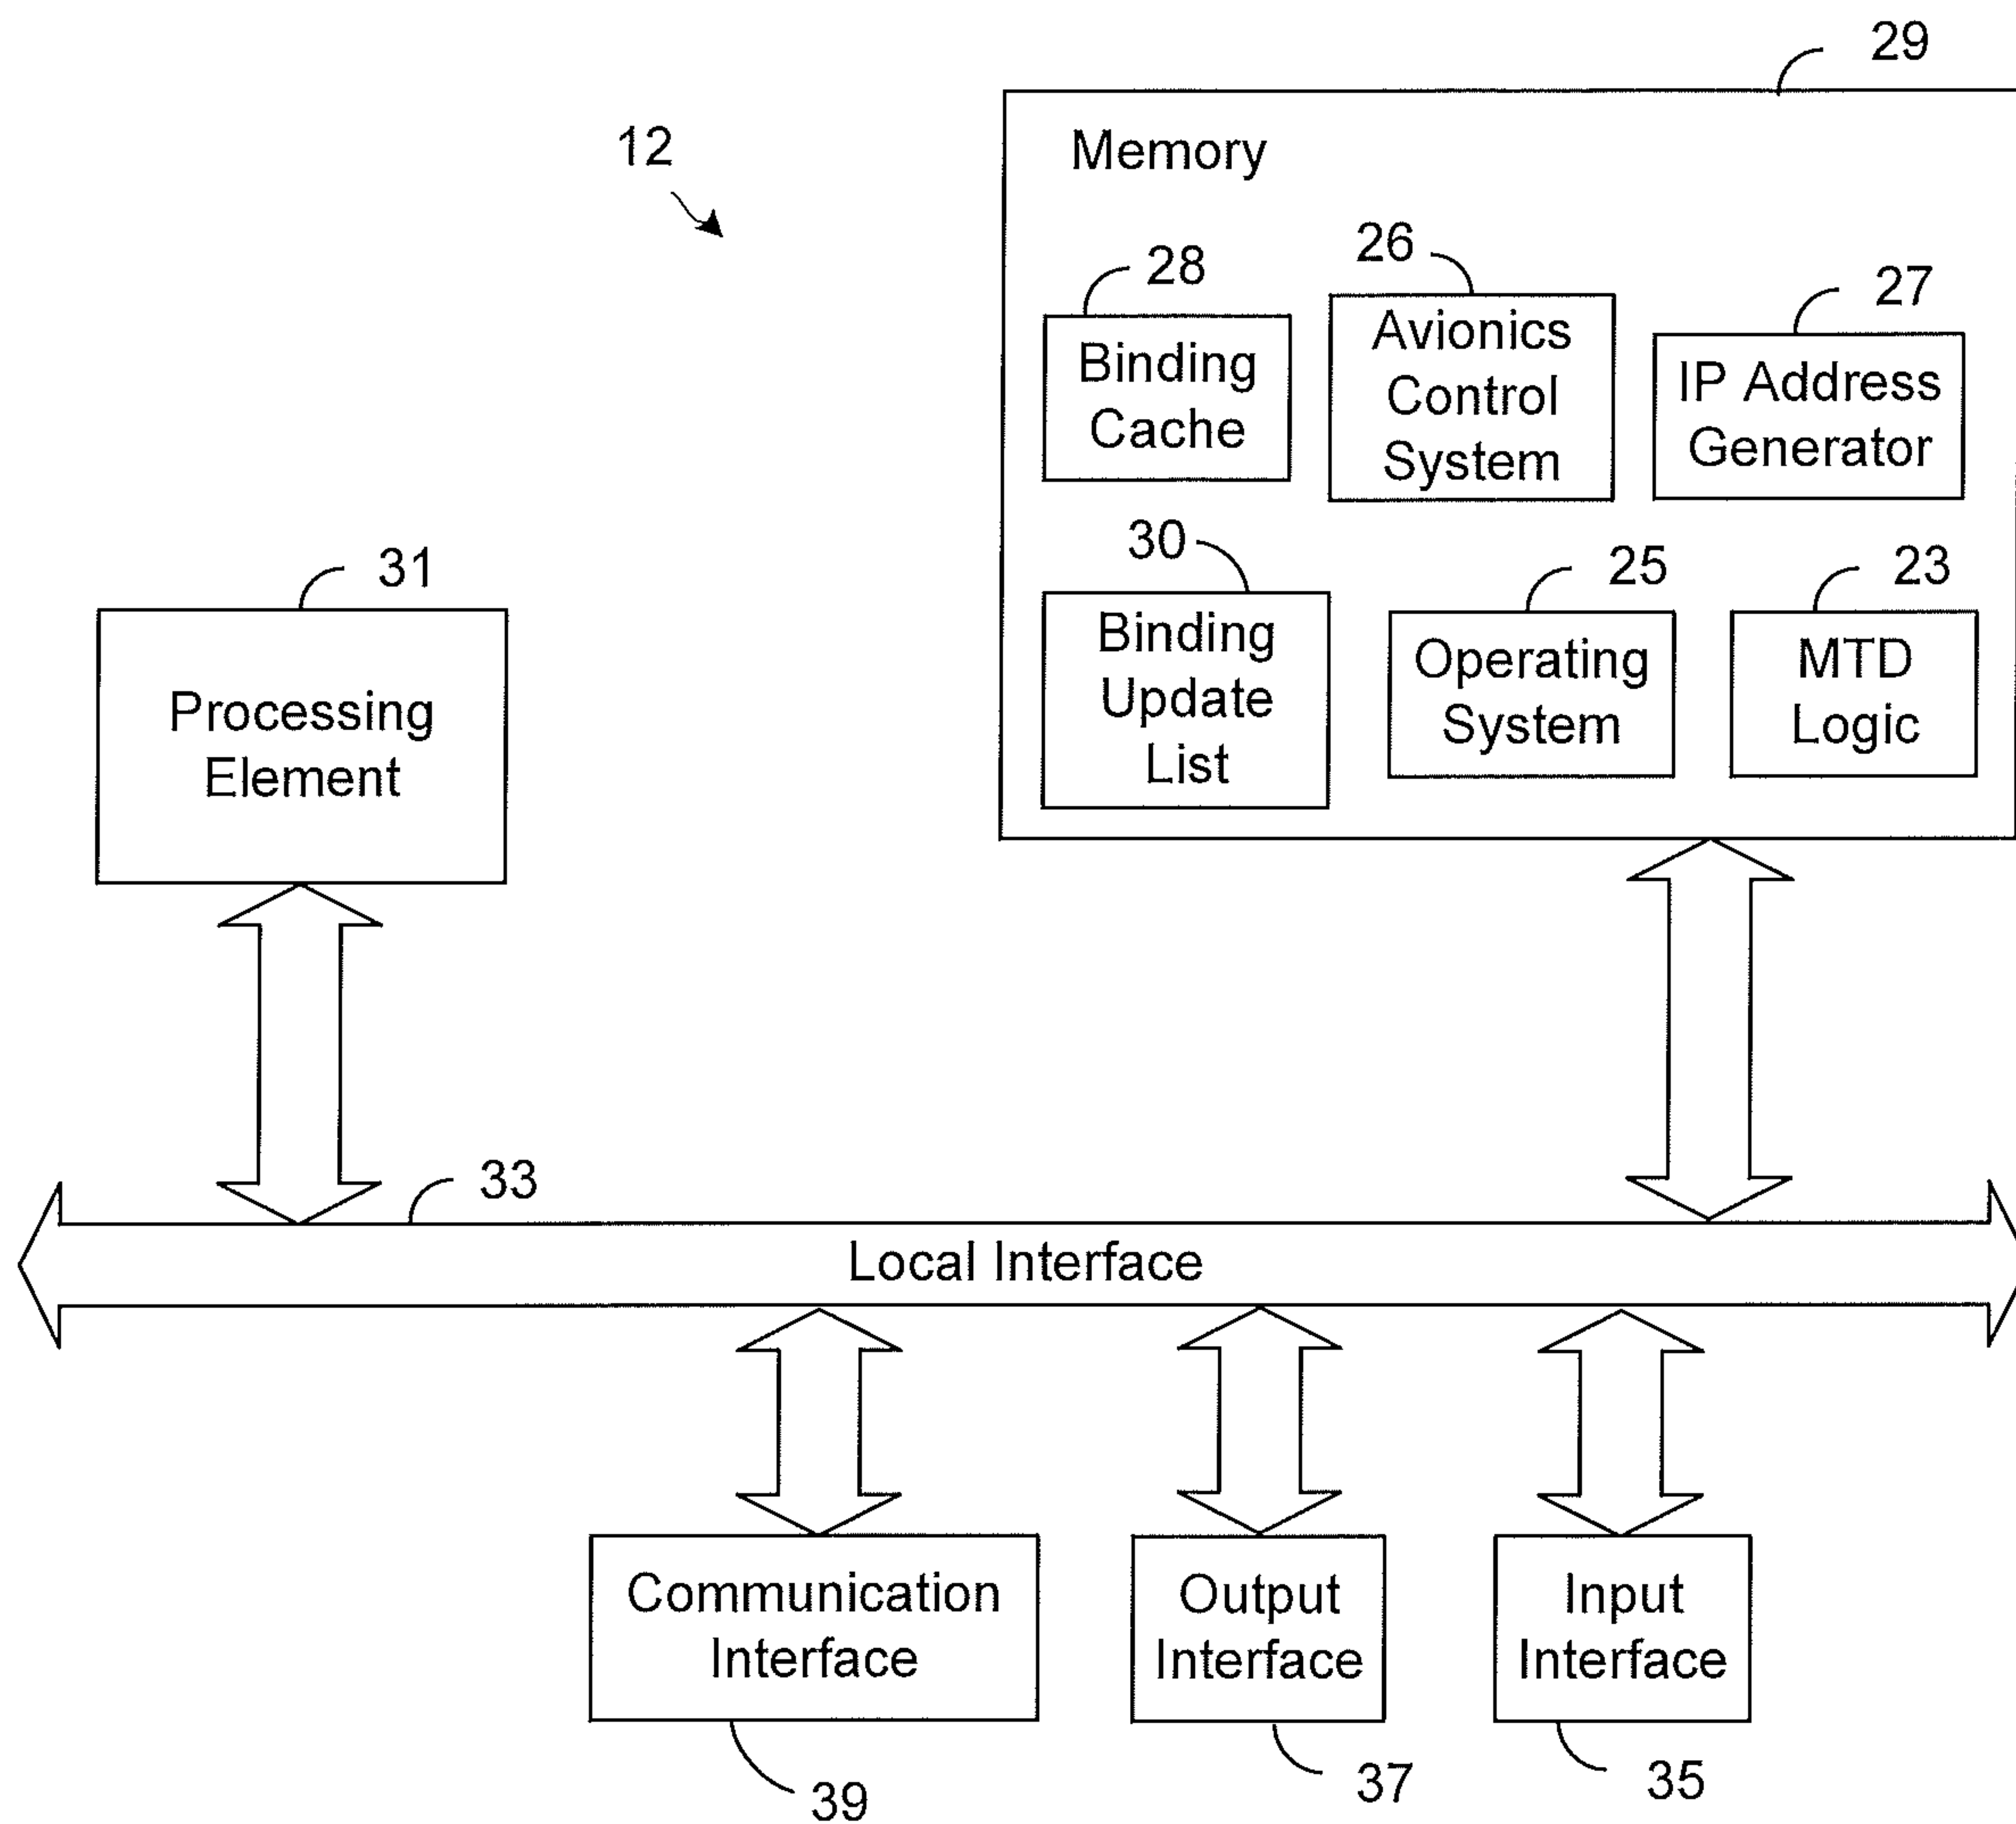 29
12
Memory
28
26
27
Binding
Cache
Avionics
Control
System
IP Address
Generator
31
30
25
23
Processing
Element
Binding
Update
List
Operating
System
MTD
Logic
33
Local Interface
Communication
Interface
Output
Interface
Input
Interface
39
37
35